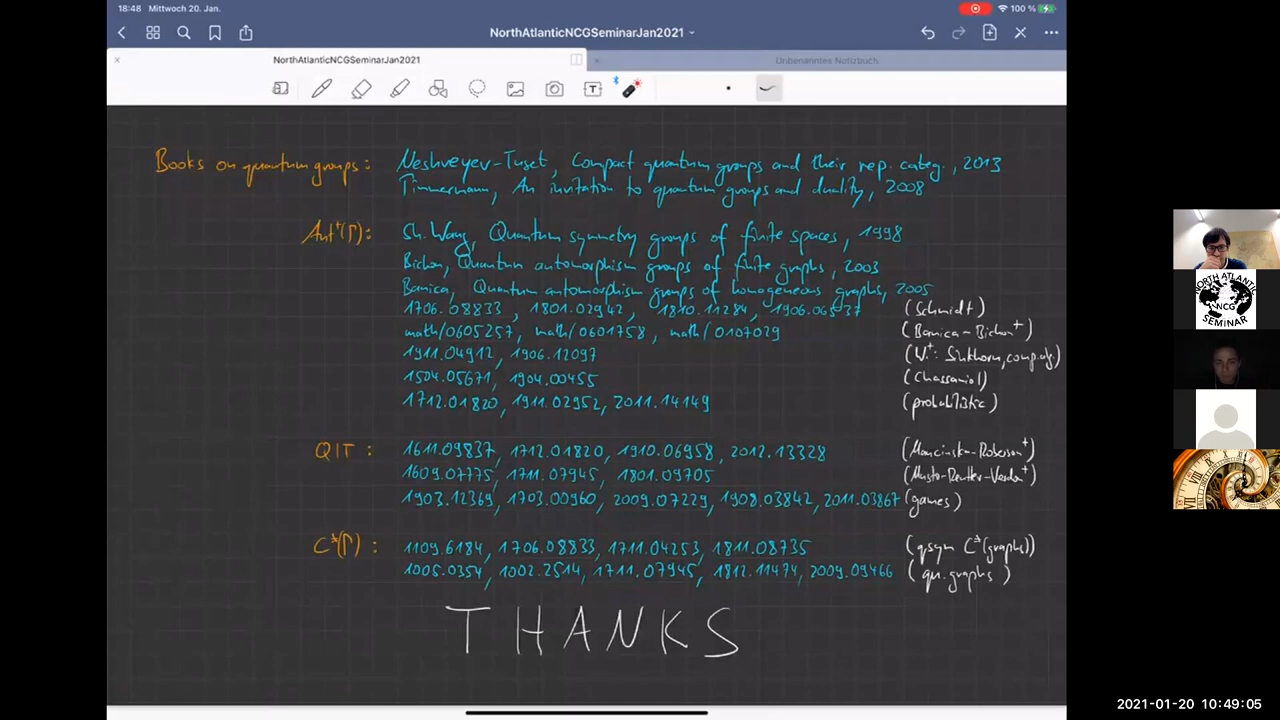 18:48 Mittwoch 20. Jan.
100 %
NorthAtlanticNCGSeminarJan2021
NorthAtlanticNCGSeminarJan2021
Unbenanntes Notizbuch
Books on quantum groups: Neshveyev-Tuset, Compact quantum groups and their rep. categ., 2013
Timmermann, An invitation to quantum groups and duality, 2008
Aut⁺(Γ): Sh. Wang, Quantum symmetry groups of finite spaces, 1998
Bichon, Quantum automorphism groups of finite graphs, 2003
Banica, Quantum automorphism groups of homogeneous graphs, 2005
1706.08833, 1801.02942, 1810.11284, 1906.06537 (Schmidt)
math/0605257, math/0601758, math/0107029 (Banica-Bichon⁺)
1911.04912, 1906.12097 (W.⁺: Sinkhorn, comp.alg.)
1504.05671, 1904.00455 (Chassaniol)
1712.01820, 1911.02952, 2011.14149 (probabilistic)
QIT: 1611.09837, 1712.01820, 1910.06958, 2012.13328 (Mancinska-Roberson⁺)
1609.07775, 1711.07945, 1801.09705 (Musto-Reutter-Verdon⁺)
1903.12369, 1703.00960, 2009.07229, 1908.03842, 2011.03867 (games)
C*(Γ): 1109.6184, 1706.08833, 1711.04253, 1811.08735 (qsym C*(graphs))
1005.0354, 1002.2514, 1711.07945, 1812.11474, 2009.09466 (qu. graphs)
THANKS
NORTH ATLANTIC
NCG
SEMINAR
2021-01-20 10:49:05